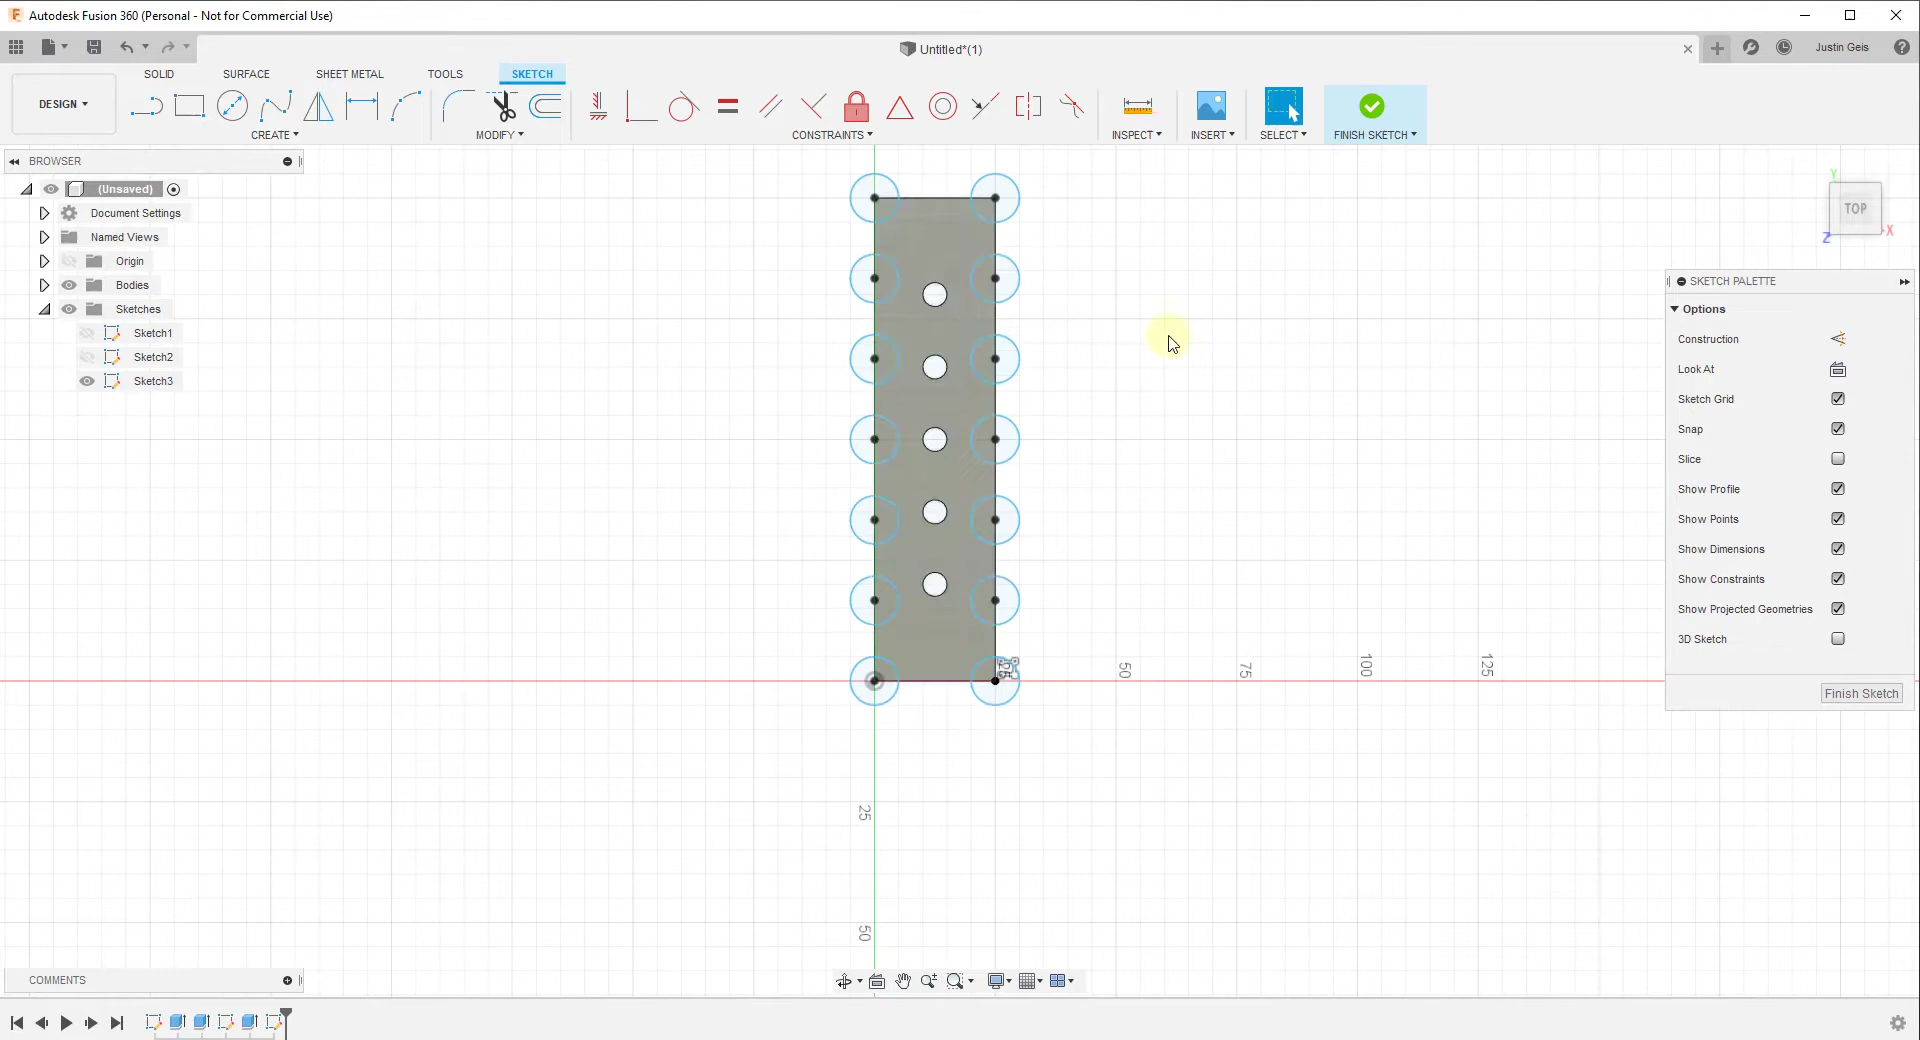 Autodesk Fusion 360 (Personal - Not for Commercial Use)
Untitled*(1)
Justin Geis
SOLID SURFACE SHEET METAL TOOLS SKETCH
DESIGN
CREATE MODIFY CONSTRAINTS INSPECT INSERT SELECT FINISH SKETCH
BROWSER
(Unsaved)
Document Settings
Named Views
Origin
Bodies
Sketches
Sketch1
Sketch2
Sketch3
Y
TOP
X
Z
SKETCH PALETTE
Options
Construction
Look At
Sketch Grid
Snap
Slice
Show Profile
Show Points
Show Dimensions
Show Constraints
Show Projected Geometries
3D Sketch
Finish Sketch
25 50 75 100 125
25
50
COMMENTS